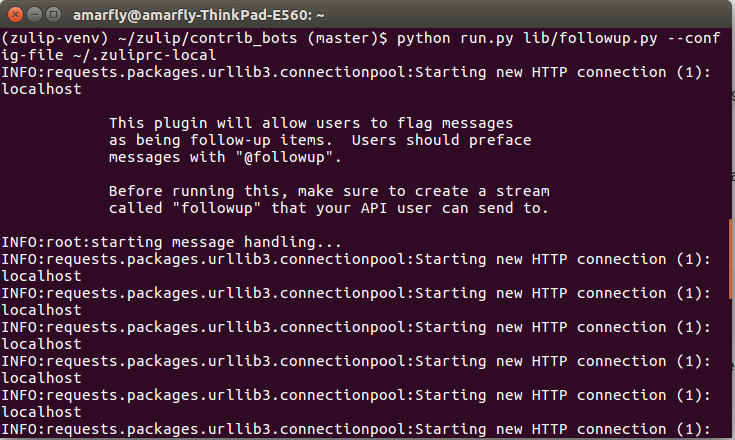 amarfly@amarfly-ThinkPad-E560: ~
(zulip-venv) ~/zulip/contrib_bots (master)$ python run.py lib/followup.py --conf
ig-file ~/.zuliprc-local
INFO:requests.packages.urllib3.connectionpool:Starting new HTTP connection (1):
localhost
This plugin will allow users to flag messages
as being follow-up items.  Users should preface
messages with "@followup".
Before running this, make sure to create a stream
called "followup" that your API user can send to.
INFO:root:starting message handling...
INFO:requests.packages.urllib3.connectionpool:Starting new HTTP connection (1):
localhost
INFO:requests.packages.urllib3.connectionpool:Starting new HTTP connection (1):
localhost
INFO:requests.packages.urllib3.connectionpool:Starting new HTTP connection (1):
localhost
INFO:requests.packages.urllib3.connectionpool:Starting new HTTP connection (1):
localhost
INFO:requests.packages.urllib3.connectionpool:Starting new HTTP connection (1):
localhost
INFO:requests.packages.urllib3.connectionpool:Starting new HTTP connection (1):